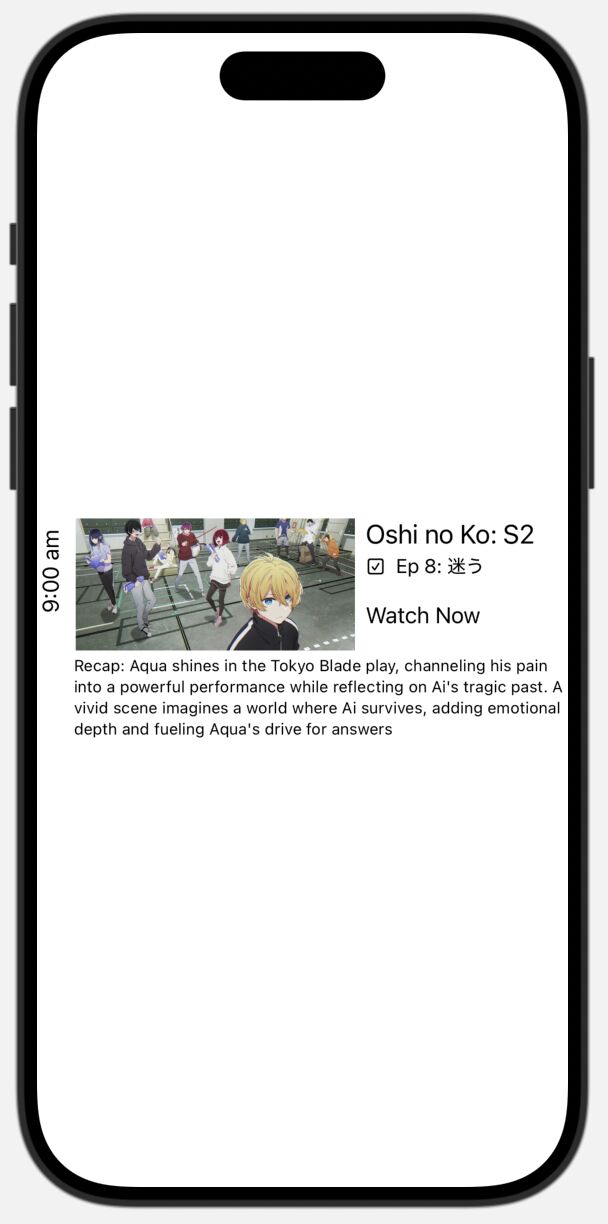 9:00 am
Oshi no Ko: S2
Ep 8: 迷う
Watch Now
Recap: Aqua shines in the Tokyo Blade play, channeling his pain
into a powerful performance while reflecting on Ai's tragic past. A
vivid scene imagines a world where Ai survives, adding emotional
depth and fueling Aqua's drive for answers